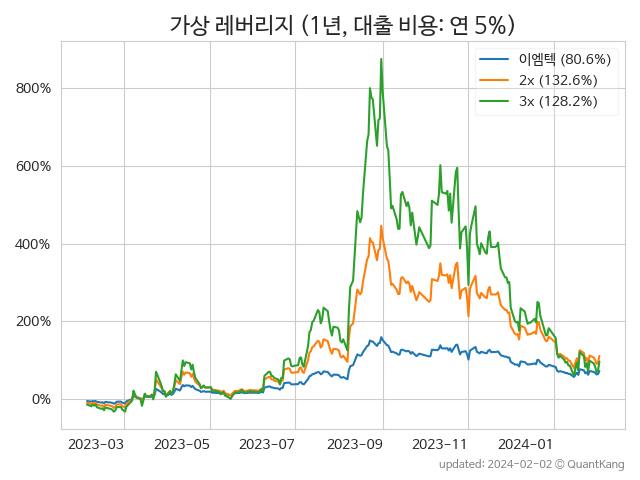 가상 레버리지 (1년, 대출 비용: 연 5%)
이엠텍 (80.6%)
2x (132.6%)
3x (128.2%)
800%
600%
400%
200%
0%
2023-03 2023-05 2023-07 2023-09 2023-11 2024-01
updated: 2024-02-02 © QuantKang